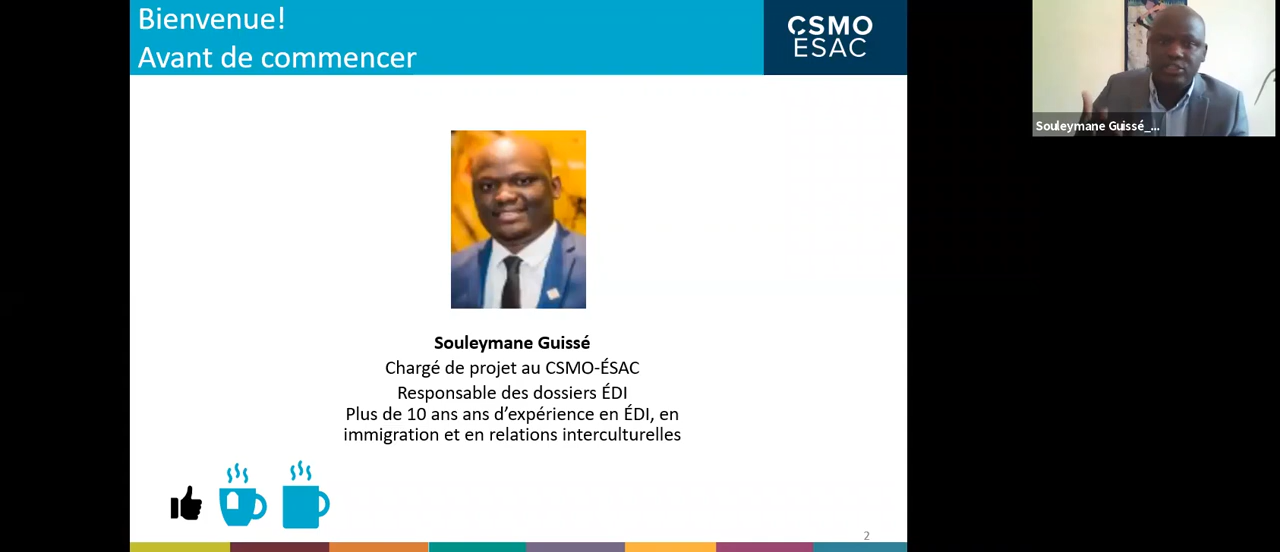 Bienvenue!
Avant de commencer
CSMO
ÉSAC
Souleymane Guissé_...
Souleymane Guissé
Chargé de projet au CSMO-ÉSAC
Responsable des dossiers ÉDI
Plus de 10 ans ans d’expérience en ÉDI, en
immigration et en relations interculturelles
2